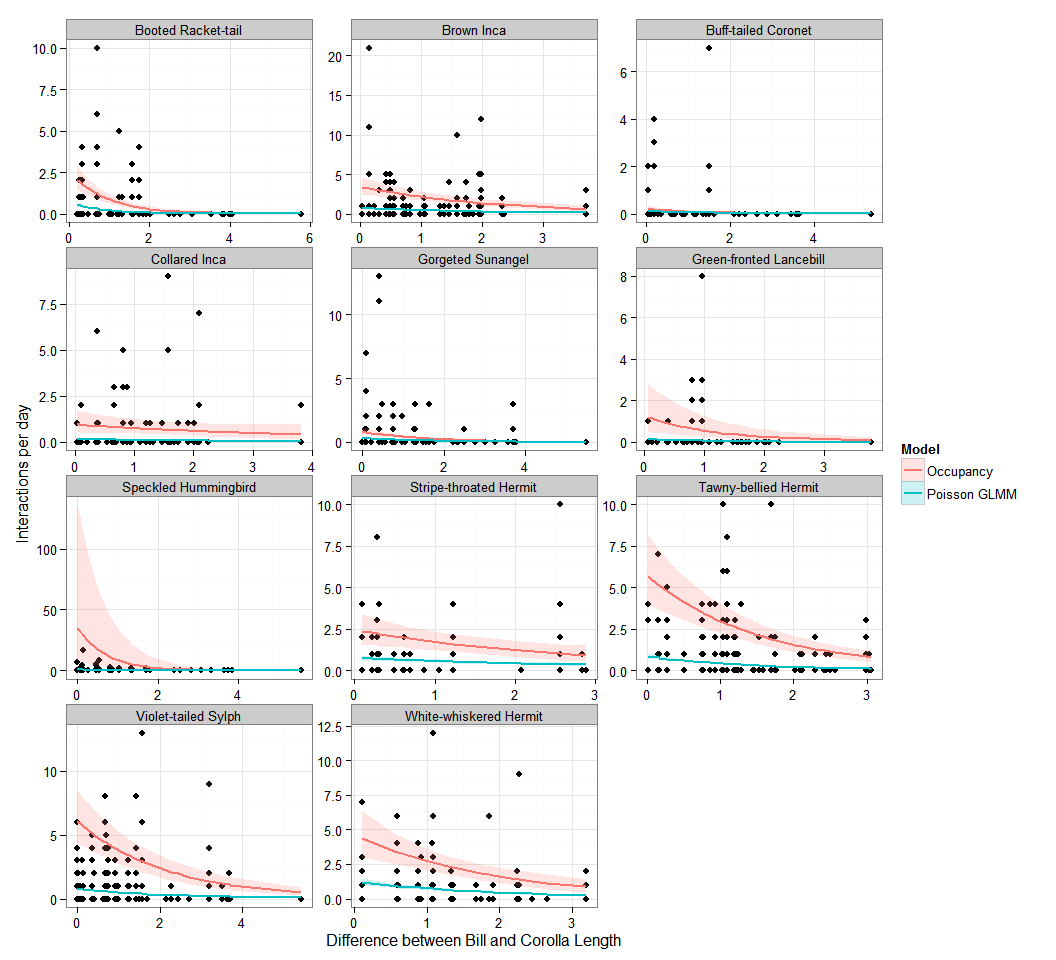 Booted Racket-tail Brown Inca Buff-tailed Coronet
10.0
7.5
5.0
2.5
0.0
0 2 4 6
20
15
10
5
0
0 1 2 3
6
4
2
0
0 2 4
Collared Inca Gorgeted Sunangel Green-fronted Lancebill
7.5
5.0
2.5
0.0
0 1 2 3 4
10
5
0
0 2 4
8
6
4
2
0
0 1 2 3
Speckled Hummingbird Stripe-throated Hermit Tawny-bellied Hermit
100
50
0
0 2 4
10.0
7.5
5.0
2.5
0.0
0 1 2 3
10.0
7.5
5.0
2.5
0.0
0 1 2 3
Violet-tailed Sylph White-whiskered Hermit
10
5
0
0 2 4
12.5
10.0
7.5
5.0
2.5
0.0
0 1 2 3
Interactions per day
Difference between Bill and Corolla Length
Model
Occupancy
Poisson GLMM